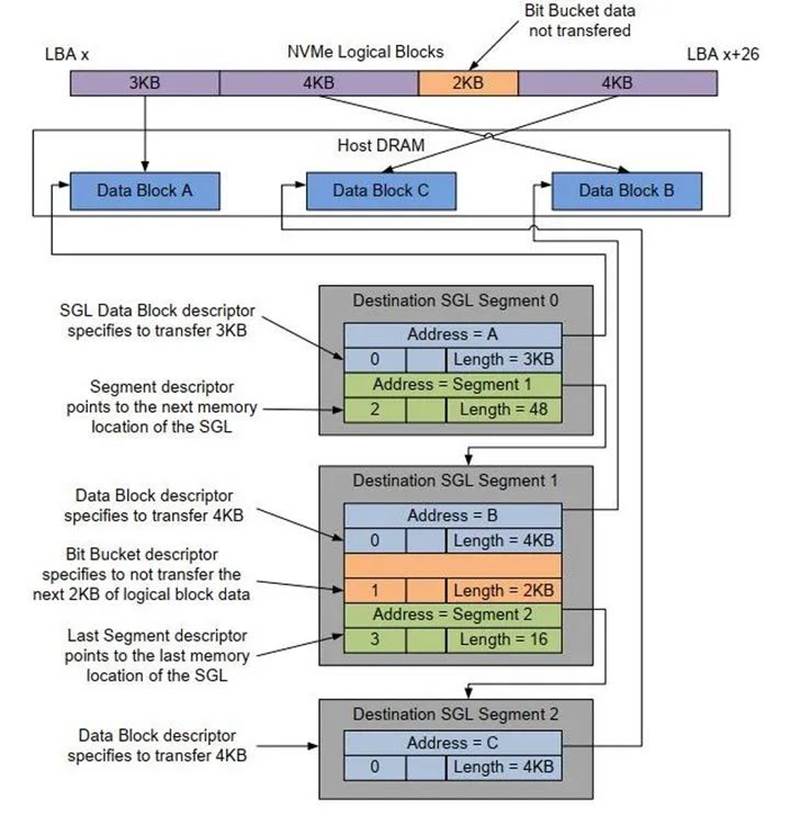 Bit Bucket data
not transfered
LBA x
NVMe Logical Blocks
LBA x+26
3KB
4KB
2KB
4KB
Host DRAM
Data Block A
Data Block C
Data Block B
Destination SGL Segment 0
SGL Data Block descriptor
specifies to transfer 3KB
Address = A
0
Length = 3KB
Segment descriptor
points to the next memory
location of the SGL
Address = Segment 1
2
Length = 48
Destination SGL Segment 1
Data Block descriptor
specifies to transfer 4KB
Address = B
0
Length = 4KB
Bit Bucket descriptor
specifies to not transfer the
next 2KB of logical block data
1
Length = 2KB
Last Segment descriptor
points to the last memory
location of the SGL
Address = Segment 2
3
Length = 16
Destination SGL Segment 2
Data Block descriptor
specifies to transfer 4KB
Address = C
0
Length = 4KB